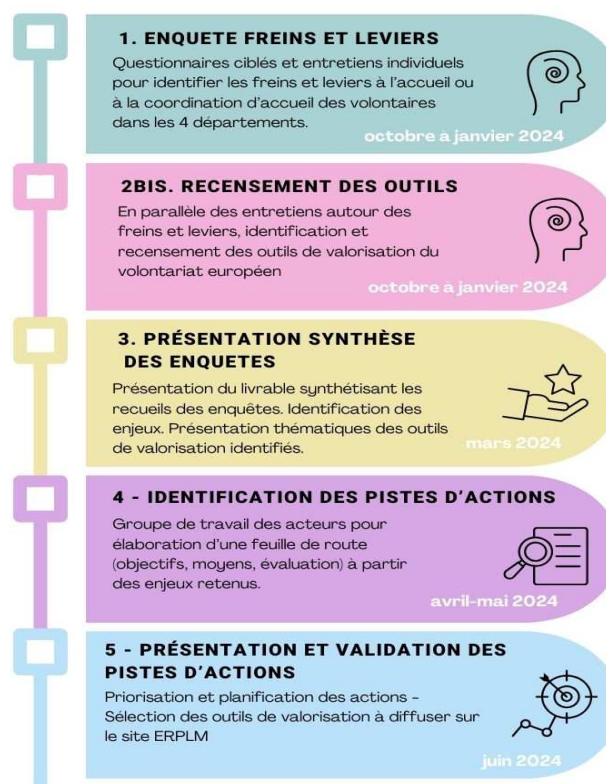 1. ENQUETE FREINS ET LEVIERS
Questionnaires ciblés et entretiens individuels
pour identifier les freins et leviers à l'accueil ou
à la coordination d'accueil des volontaires
dans les 4 départements.
octobre à janvier 2024
2BIS. RECENSEMENT DES OUTILS
En parallèle des entretiens autour des
freins et leviers, identification et
recensement des outils de valorisation du
volontariat européen
octobre à janvier 2024
3. PRÉSENTATION SYNTHÈSE
DES ENQUETES
Présentation du livrable synthétisant les
recueils des enquêtes. Identification des
enjeux. Présentation thématiques des outils
de valorisation identifiés.
mars 2024
4 - IDENTIFICATION DES PISTES D'ACTIONS
Groupe de travail des acteurs pour
élaboration d'une feuille de route
(objectifs, moyens, évaluation) à partir
des enjeux retenus.
avril-mai 2024
5 - PRÉSENTATION ET VALIDATION DES
PISTES D'ACTIONS
Priorisation et planification des actions -
Sélection des outils de valorisation à diffuser sur
le site ERPLM
juin 2024